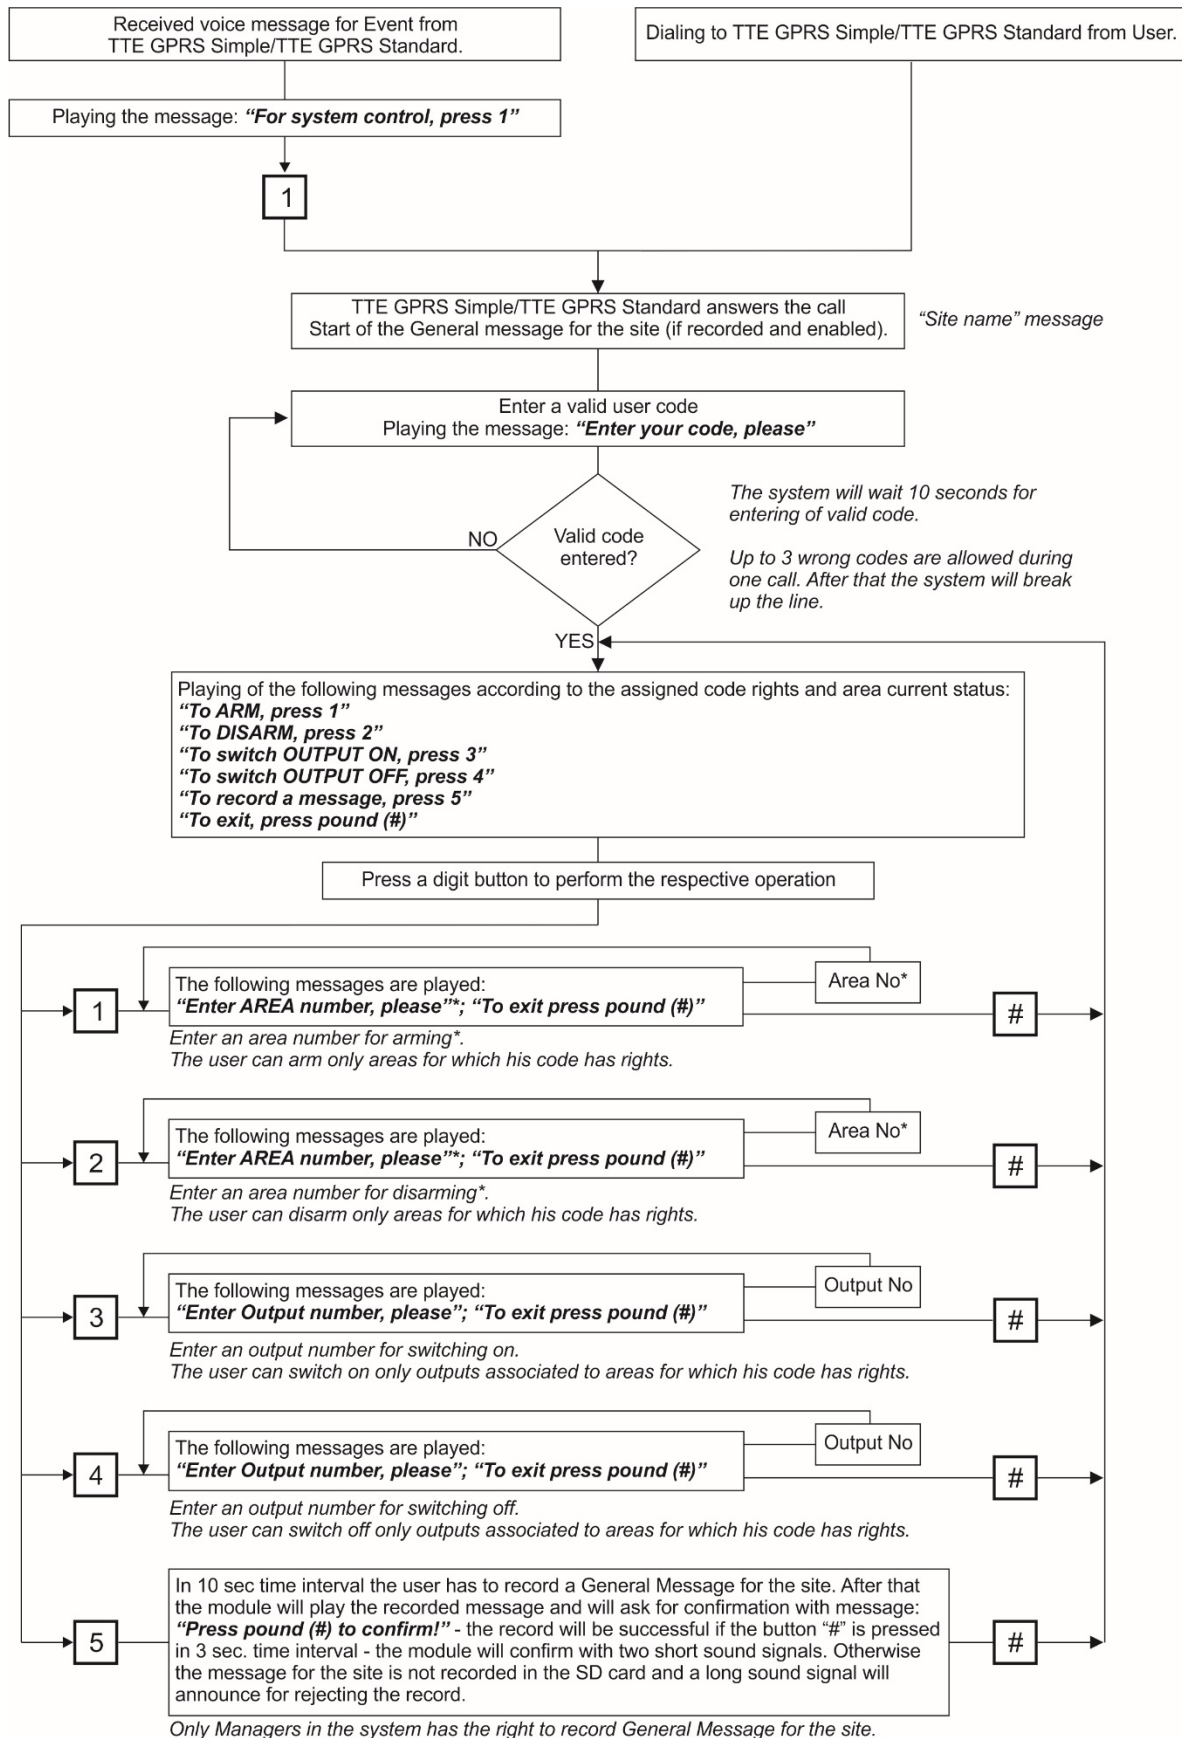 Received voice message for Event from
TTE GPRS Simple/TTE GPRS Standard.
Dialing to TTE GPRS Simple/TTE GPRS Standard from User.
Playing the message: “For system control, press 1”
1
TTE GPRS Simple/TTE GPRS Standard answers the call
Start of the General message for the site (if recorded and enabled).
“Site name” message
Enter a valid user code
Playing the message: “Enter your code, please”
The system will wait 10 seconds for
entering of valid code.
Up to 3 wrong codes are allowed during
one call. After that the system will break
up the line.
NO
Valid code
entered?
YES
Playing of the following messages according to the assigned code rights and area current status:
“To ARM, press 1”
“To DISARM, press 2”
“To switch OUTPUT ON, press 3”
“To switch OUTPUT OFF, press 4”
“To record a message, press 5”
“To exit, press pound (#)”
Press a digit button to perform the respective operation
1
The following messages are played:
“Enter AREA number, please”*; “To exit press pound (#)”
Area No*
#
Enter an area number for arming*.
The user can arm only areas for which his code has rights.
2
The following messages are played:
“Enter AREA number, please”*; “To exit press pound (#)”
Area No*
#
Enter an area number for disarming*.
The user can disarm only areas for which his code has rights.
3
The following messages are played:
“Enter Output number, please”; “To exit press pound (#)”
Output No
#
Enter an output number for switching on.
The user can switch on only outputs associated to areas for which his code has rights.
4
The following messages are played:
“Enter Output number, please”; “To exit press pound (#)”
Output No
#
Enter an output number for switching off.
The user can switch off only outputs associated to areas for which his code has rights.
5
In 10 sec time interval the user has to record a General Message for the site. After that
the module will play the recorded message and will ask for confirmation with message:
“Press pound (#) to confirm!” - the record will be successful if the button “#” is pressed
in 3 sec. time interval - the module will confirm with two short sound signals. Otherwise
the message for the site is not recorded in the SD card and a long sound signal will
announce for rejecting the record.
#
Only Managers in the system has the right to record General Message for the site.